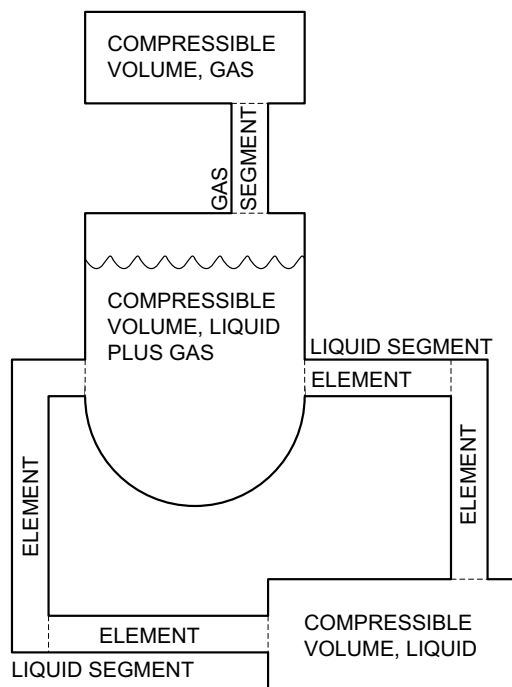 COMPRESSIBLE
VOLUME, GAS
GAS
SEGMENT
COMPRESSIBLE
VOLUME, LIQUID
PLUS GAS
LIQUID SEGMENT
ELEMENT
ELEMENT
ELEMENT
ELEMENT
LIQUID SEGMENT
COMPRESSIBLE
VOLUME, LIQUID